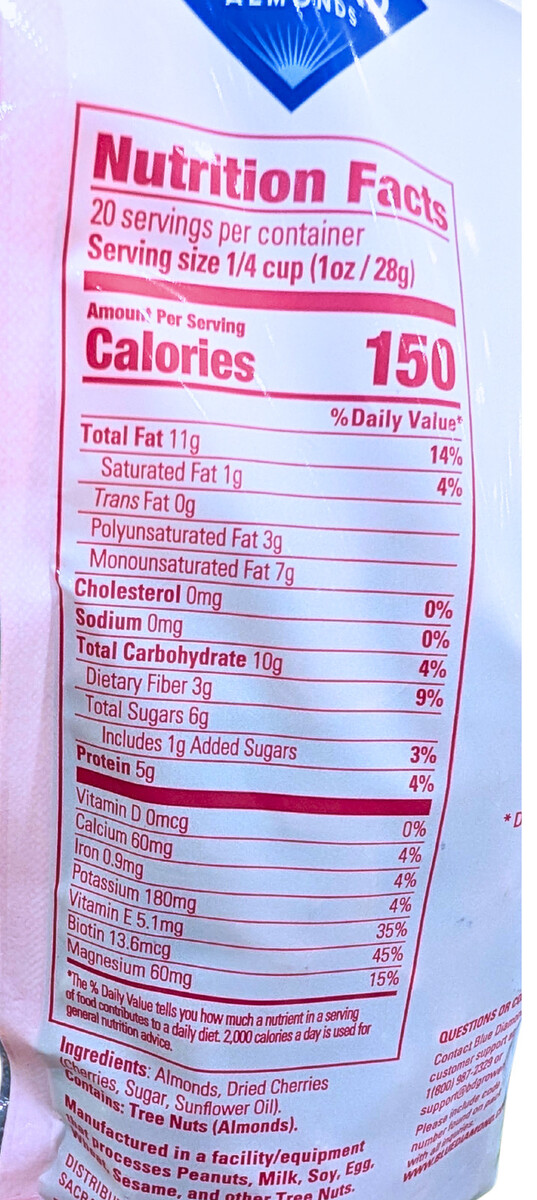 ALMONDS
Nutrition Facts
20 servings per container
Serving size 1/4 cup (1oz / 28g)
Amount Per Serving
Calories 150
% Daily Value*
Total Fat 11g 14%
Saturated Fat 1g 4%
Trans Fat 0g
Polyunsaturated Fat 3g
Monounsaturated Fat 7g
Cholesterol 0mg 0%
Sodium 0mg 0%
Total Carbohydrate 10g 4%
Dietary Fiber 3g 9%
Total Sugars 6g
Includes 1g Added Sugars 3%
Protein 5g 4%
Vitamin D 0mcg 0%
Calcium 60mg 4%
Iron 0.9mg 4%
Potassium 180mg 4%
Vitamin E 5.1mg 35%
Biotin 13.6mcg 45%
Magnesium 60mg 15%
*The % Daily Value tells you how much a nutrient in a serving
of food contributes to a daily diet. 2,000 calories a day is used for
general nutrition advice.
Ingredients: Almonds, Dried Cherries
(Cherries, Sugar, Sunflower Oil).
Contains: Tree Nuts (Almonds).
Manufactured in a facility/equipment
that processes Peanuts, Milk, Soy, Egg,
Wheat, Sesame, and other Tree Nuts.
QUESTIONS OR
Contact Blue
customer support
1(800) 987-2329 or
Please include code
number found on
with all inquiries.